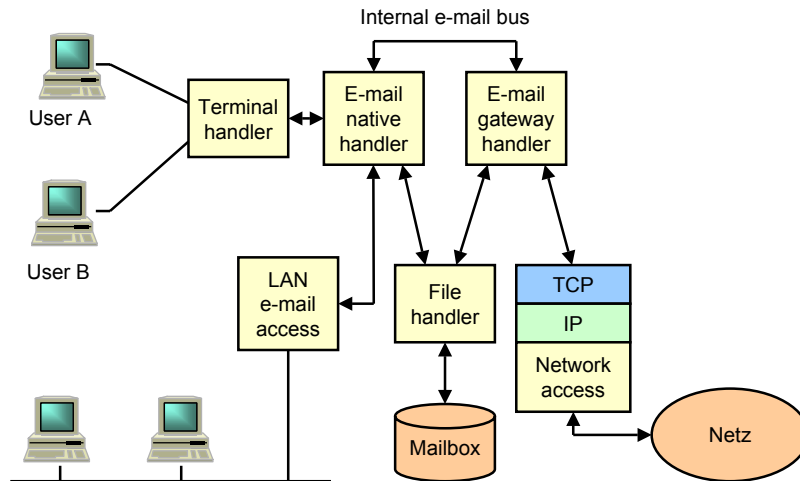 Internal e-mail bus
User A
Terminal
handler
E-mail
native
handler
E-mail
gateway
handler
User B
LAN
e-mail
access
File
handler
TCP
IP
Network
access
Mailbox
Netz